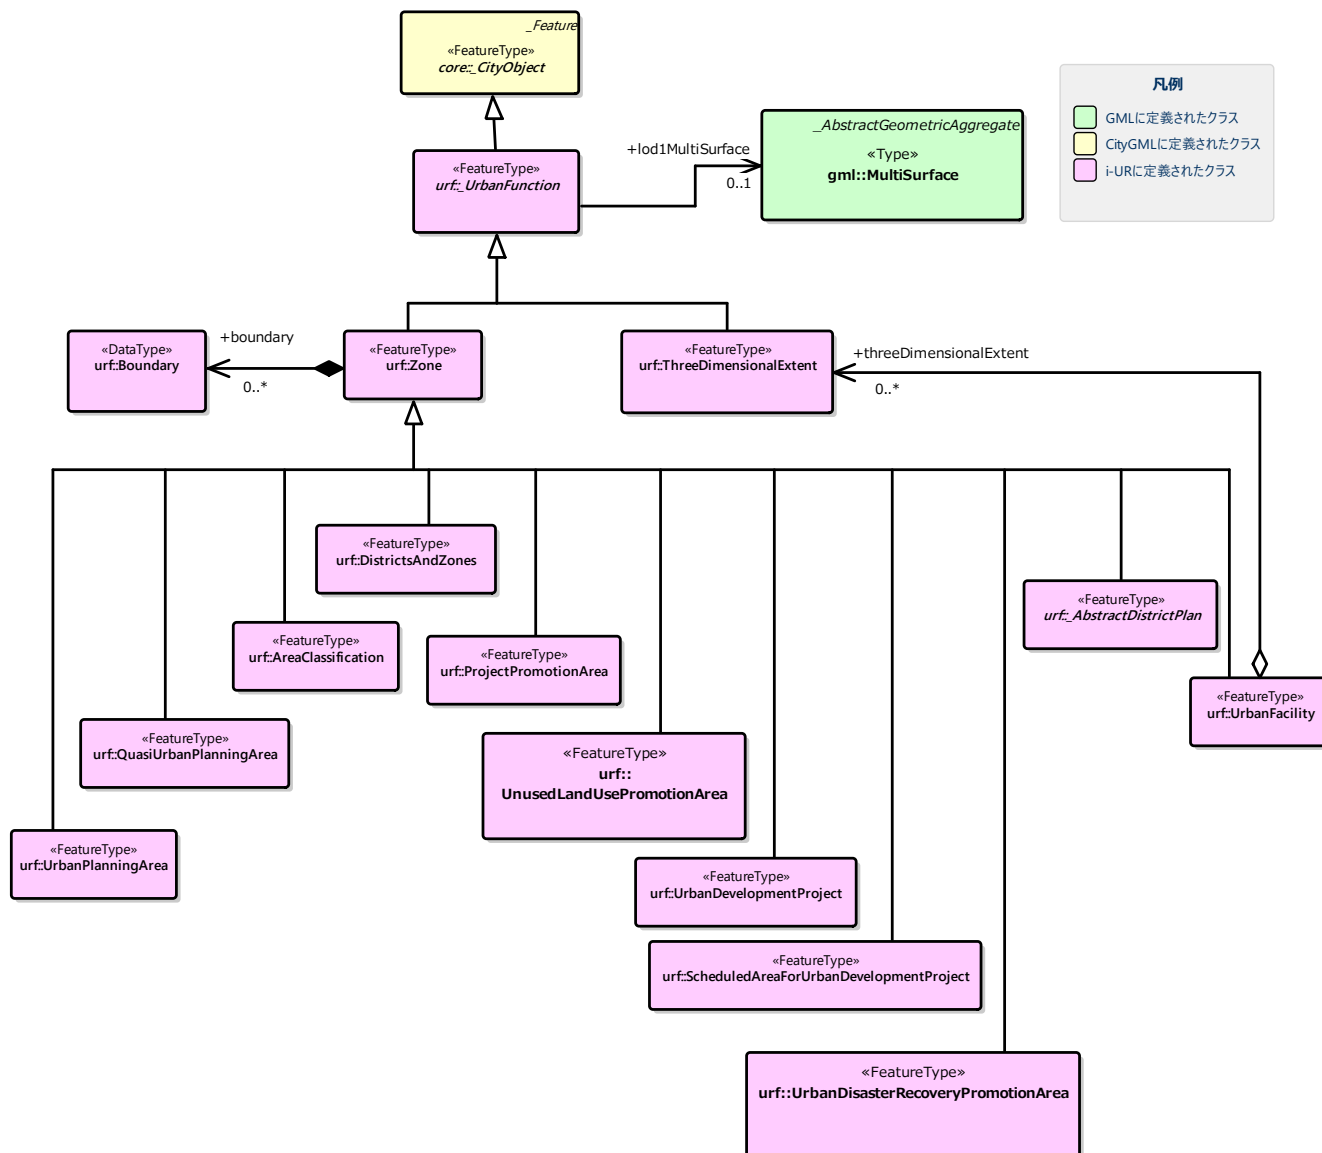 _Feature
«FeatureType»
core::_CityObject
凡例
GMLに定義されたクラス
CityGMLに定義されたクラス
i-URに定義されたクラス
_AbstractGeometricAggregate
«Type»
gml::MultiSurface
+lod1MultiSurface
0..1
«FeatureType»
urf::_UrbanFunction
«DataType»
urf::Boundary
+boundary
0..*
«FeatureType»
urf::Zone
«FeatureType»
urf::ThreeDimensionalExtent
+threeDimensionalExtent
0..*
«FeatureType»
urf::DistrictsAndZones
«FeatureType»
urf::_AbstractDistrictPlan
«FeatureType»
urf::AreaClassification
«FeatureType»
urf::ProjectPromotionArea
«FeatureType»
urf::UrbanFacility
«FeatureType»
urf::QuasiUrbanPlanningArea
«FeatureType»
urf::
UnusedLandUsePromotionArea
«FeatureType»
urf::UrbanPlanningArea
«FeatureType»
urf::UrbanDevelopmentProject
«FeatureType»
urf::ScheduledAreaForUrbanDevelopmentProject
«FeatureType»
urf::UrbanDisasterRecoveryPromotionArea